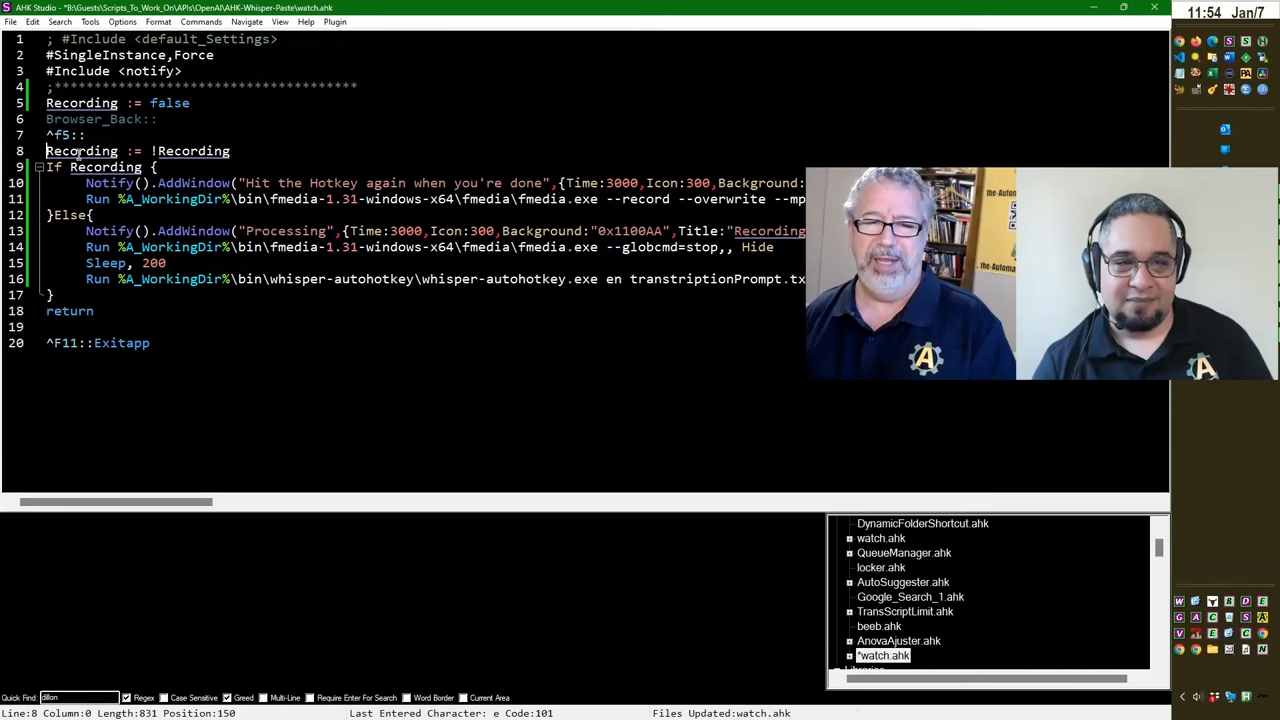 AHK Studio - *B:\Guests\Scripts_To_Work_On\APIs\OpenAI\AHK-Whisper-Paste\watch.ahk
11:54 Jan/7
File Edit Search Tools Options Format Commands Navigate View Help Plugin
1 ; #Include <default_Settings>
2 #SingleInstance,Force
3 #Include <notify>
4 ;***************************************
5 Recording := false
6 Browser_Back::
7 ^f5::
8 Recording := !Recording
9 If Recording {
10 Notify().AddWindow("Hit the Hotkey again when you're done",{Time:3000,Icon:300,Background:
11 Run %A_WorkingDir%\bin\fmedia-1.31-windows-x64\fmedia\fmedia.exe --record --overwrite --mp
12 }Else{
13 Notify().AddWindow("Processing",{Time:3000,Icon:300,Background:"0x1100AA",Title:"Recording
14 Run %A_WorkingDir%\bin\fmedia-1.31-windows-x64\fmedia\fmedia.exe --globcmd=stop,, Hide
15 Sleep, 200
16 Run %A_WorkingDir%\bin\whisper-autohotkey\whisper-autohotkey.exe en transtriptionPrompt.tx
17 }
18 return
19
20 ^F11::Exitapp
the-Automa
A
A
DynamicFolderShortcut.ahk
watch.ahk
QueueManager.ahk
locker.ahk
AutoSuggester.ahk
Google_Search_1.ahk
TransScriptLimit.ahk
beeb.ahk
AnovaAjuster.ahk
*watch.ahk
Libraries
Quick Find: dillon Regex Case Sensitive Greed Multi-Line Require Enter For Search Word Border Current Area
Line:8 Column:0 Length:831 Position:150 Last Entered Character: e Code:101 Files Updated:watch.ahk